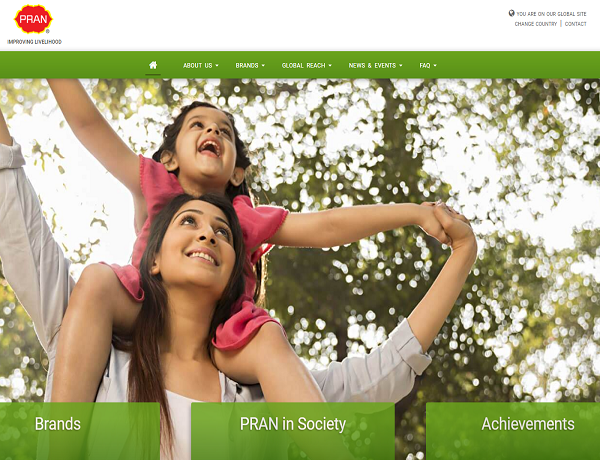 PRAN
®
IMPROVING LIVELIHOOD
YOU ARE ON OUR GLOBAL SITE
CHANGE COUNTRY | CONTACT
ABOUT US BRANDS GLOBAL REACH NEWS & EVENTS FAQ
Brands PRAN in Society Achievements